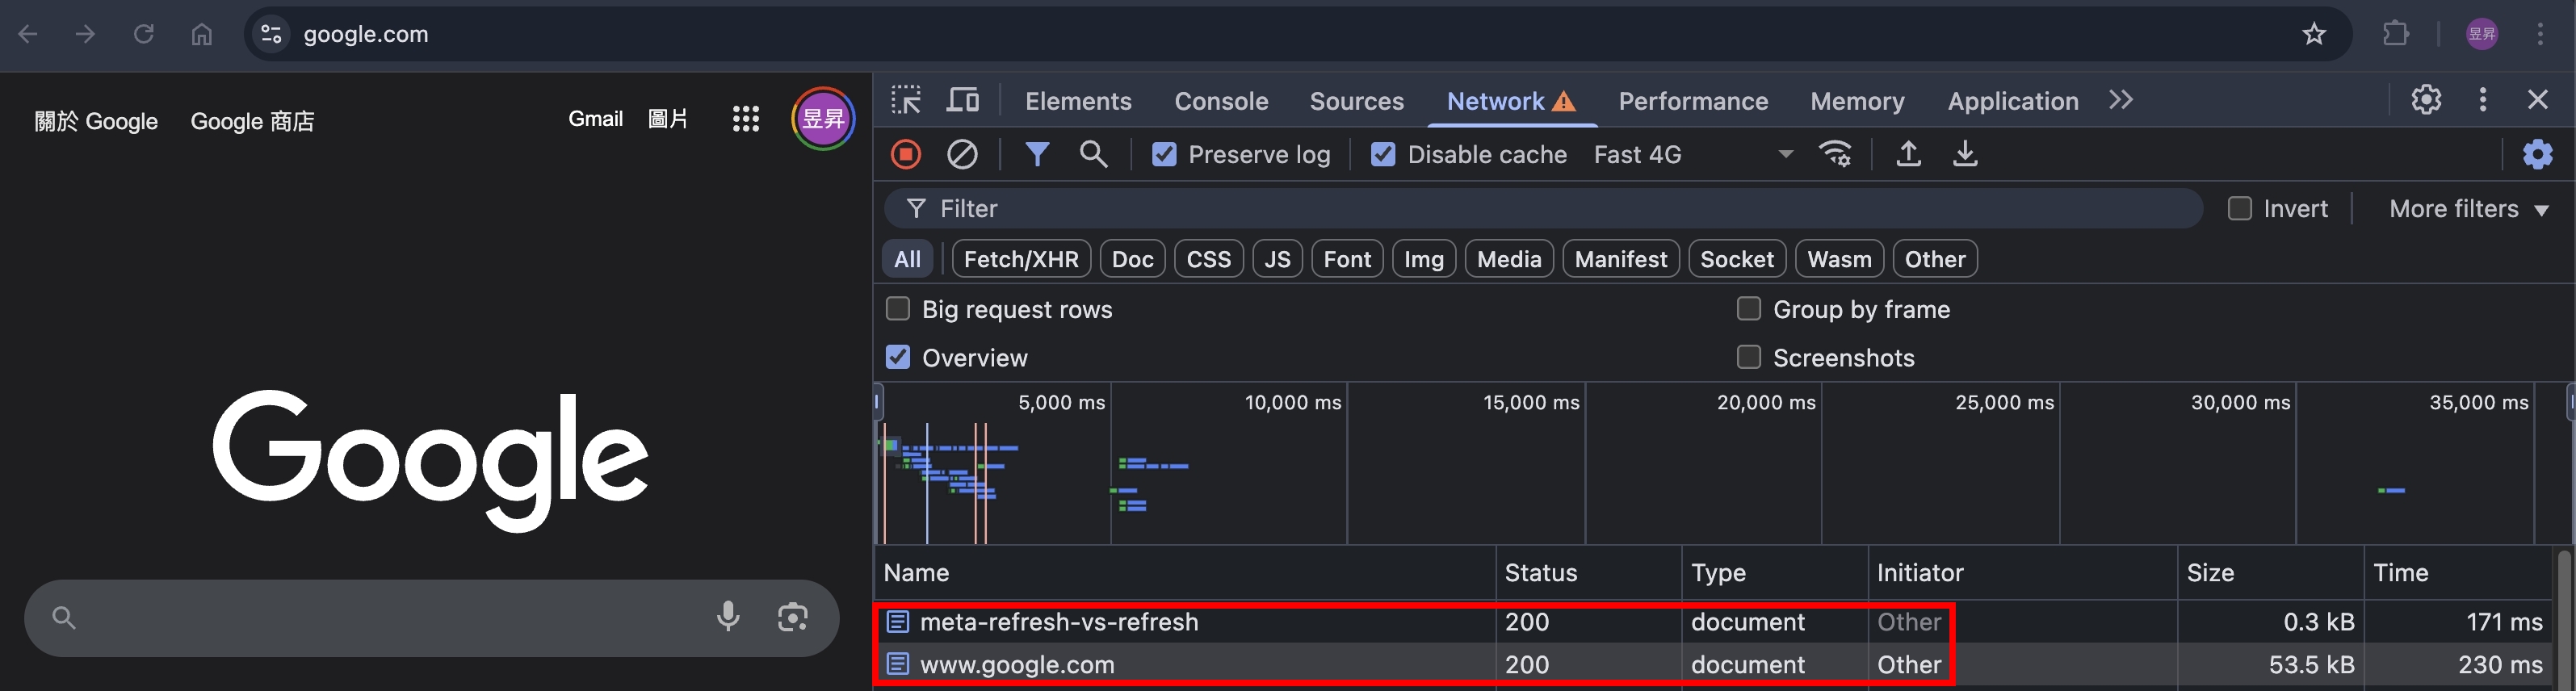 google.com
昱昇
關於 Google
Google 商店
Gmail
圖片
昱昇
Google
Elements
Console
Sources
Network
Performance
Memory
Application
Preserve log
Disable cache
Fast 4G
Filter
Invert
More filters
All
Fetch/XHR
Doc
CSS
JS
Font
Img
Media
Manifest
Socket
Wasm
Other
Big request rows
Group by frame
Overview
Screenshots
5,000 ms
10,000 ms
15,000 ms
20,000 ms
25,000 ms
30,000 ms
35,000 ms
Name Status Type Initiator Size Time
meta-refresh-vs-refresh 200 document Other 0.3 kB 171 ms
www.google.com 200 document Other 53.5 kB 230 ms